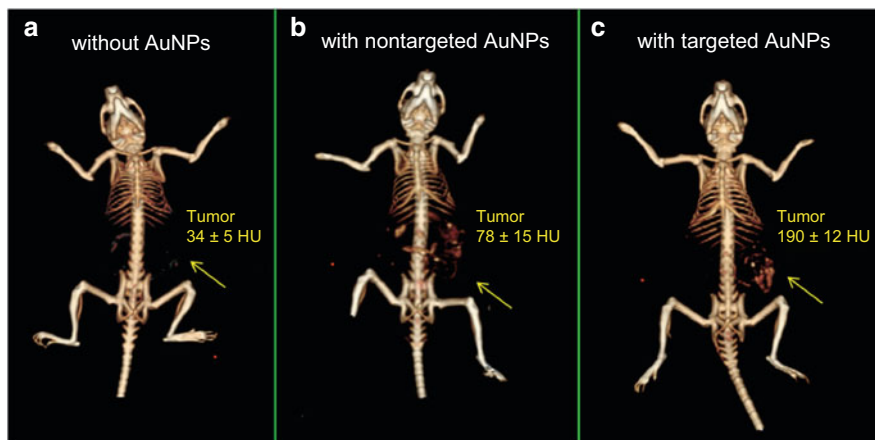 a
without AuNPs
Tumor
34 ± 5 HU
b
with nontargeted AuNPs
Tumor
78 ± 15 HU
c
with targeted AuNPs
Tumor
190 ± 12 HU